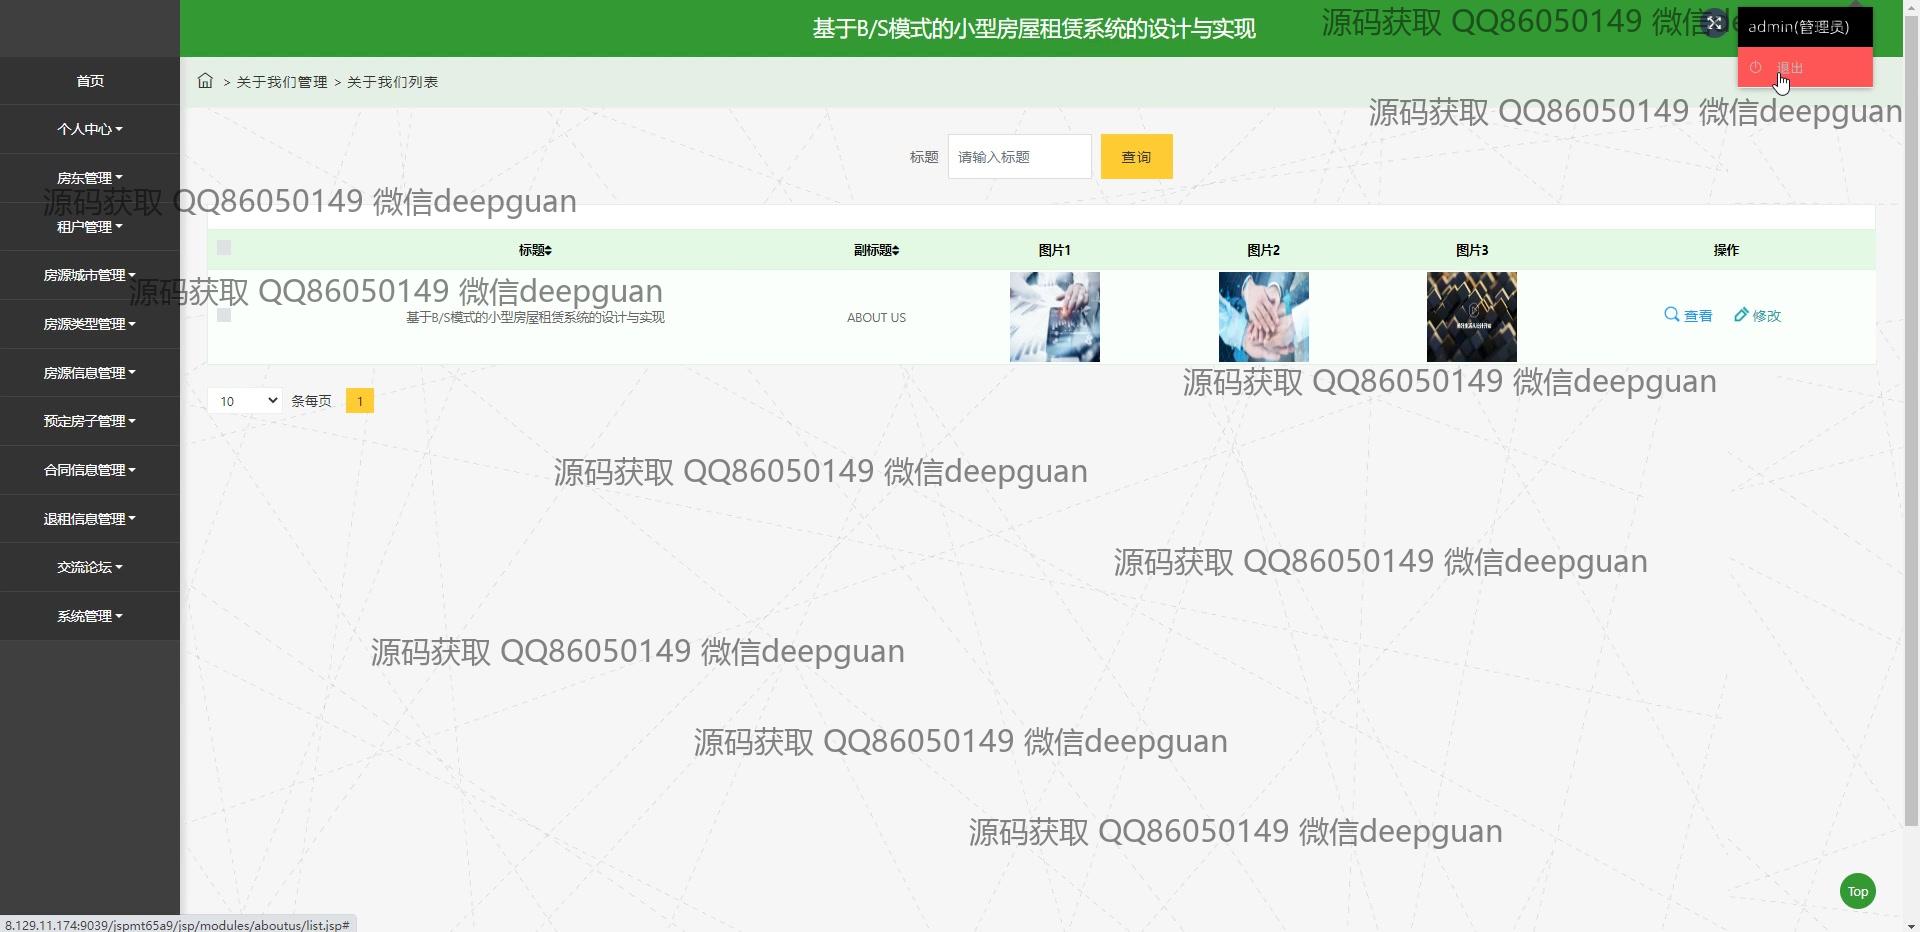 基于B/S模式的小型房屋租赁系统的设计与实现
源码获取 QQ86050149 微信de
admin(管理员)
退出
首页
个人中心
房东管理
租户管理
房源城市管理
房源类型管理
房源信息管理
预定房子管理
合同信息管理
退租信息管理
交流论坛
系统管理
> 关于我们管理 > 关于我们列表
源码获取 QQ86050149 微信deepguan
标题 请输入标题 查询
源码获取 QQ86050149 微信deepguan
标题 副标题 图片1 图片2 图片3 操作
源码获取 QQ86050149 微信deepguan
基于B/S模式的小型房屋租赁系统的设计与实现 ABOUT US 查看 修改
源码获取 QQ86050149 微信deepguan
10 条每页 1
源码获取 QQ86050149 微信deepguan
源码获取 QQ86050149 微信deepguan
源码获取 QQ86050149 微信deepguan
源码获取 QQ86050149 微信deepguan
源码获取 QQ86050149 微信deepguan
Top
8.129.11.174:9039/jspmt65a9/jsp/modules/aboutus/list.jsp#